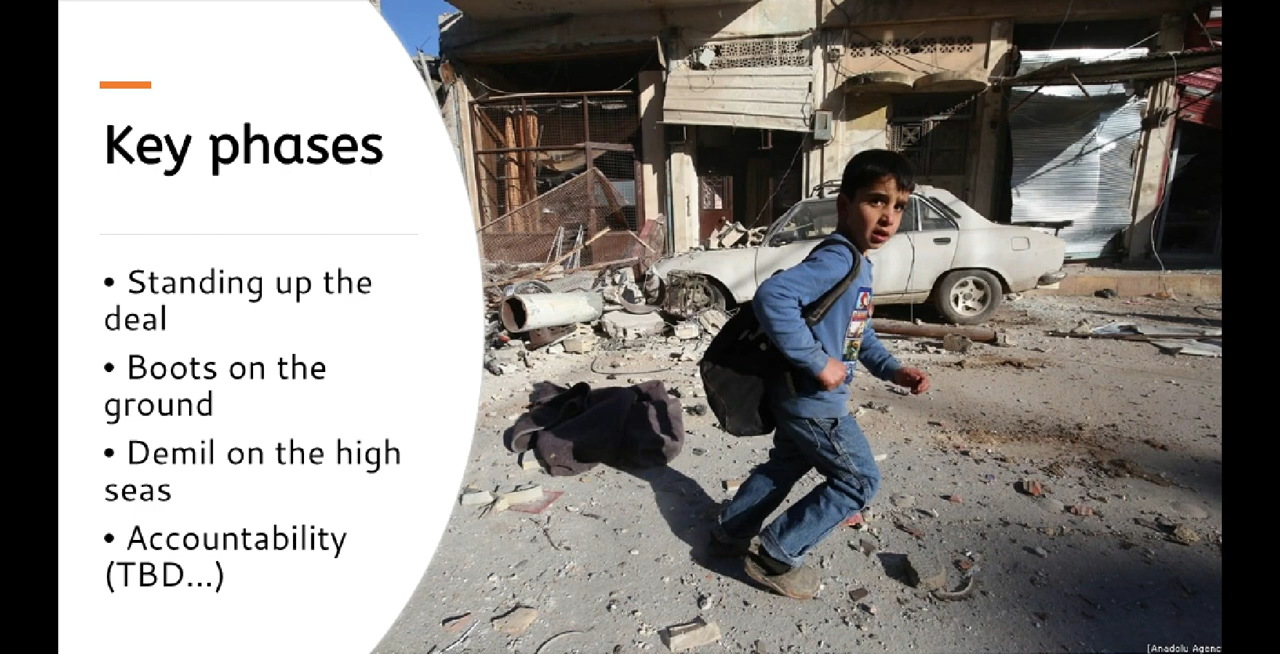 Key phases
• Standing up the
deal
• Boots on the
ground
• Demil on the high
seas
• Accountability
(TBD...)
[Anadolu Agenc